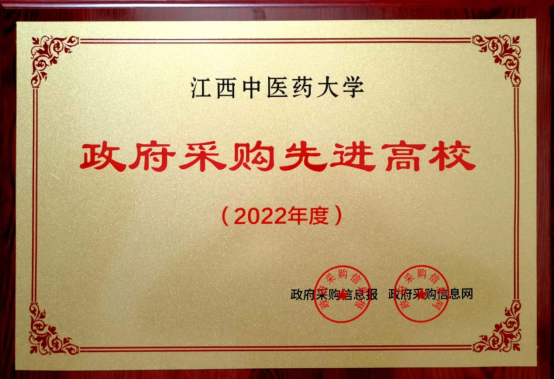 江西中医药大学
政府采购先进高校
（2022年度）
政府采购信息报 政府采购信息网